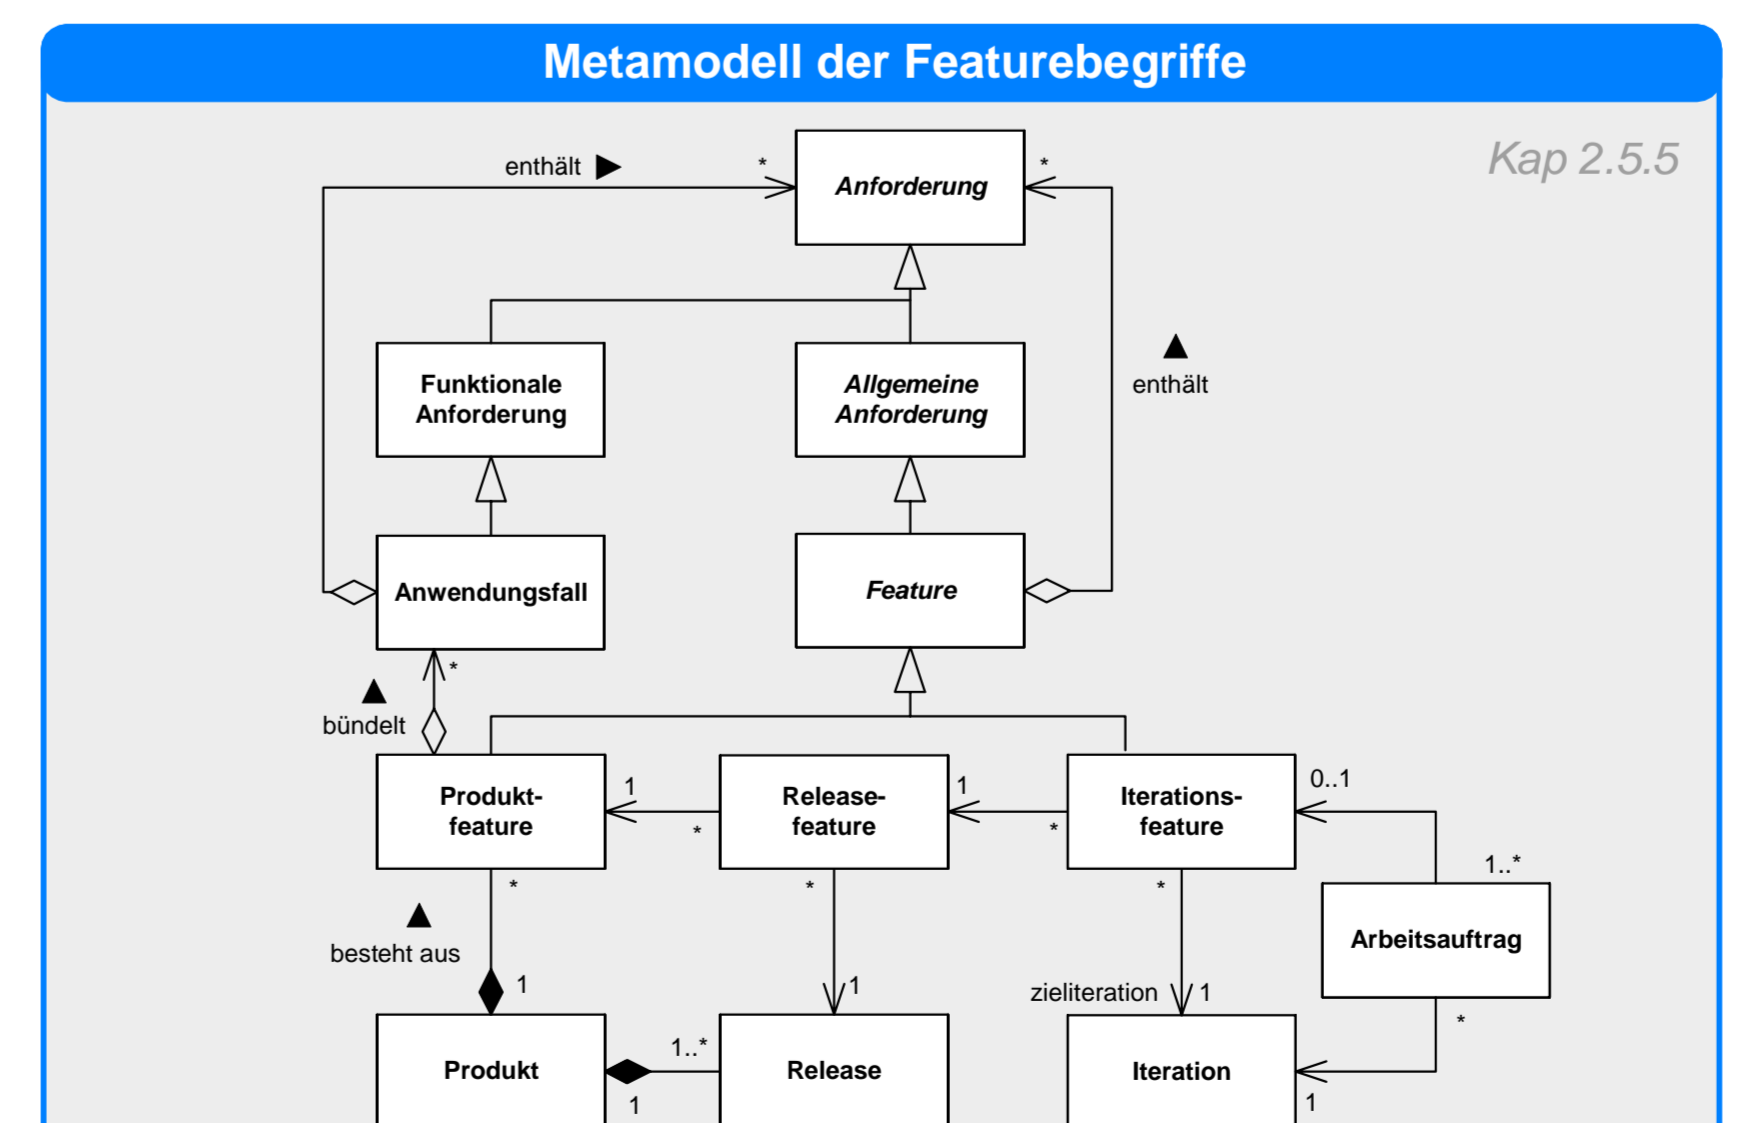 Metamodell der Featurebegriffe
Kap 2.5.5
enthält
*
*
Anforderung
enthält
Funktionale
Anforderung
Allgemeine
Anforderung
Anwendungsfall
Feature
*
bündelt
Produkt-
feature
1
*
Release-
feature
1
*
Iterations-
feature
0..1
1..*
Arbeitsauftrag
*
*
*
*
besteht aus
1
1
zieliteration
1
Produkt
1..*
1
Release
Iteration
1